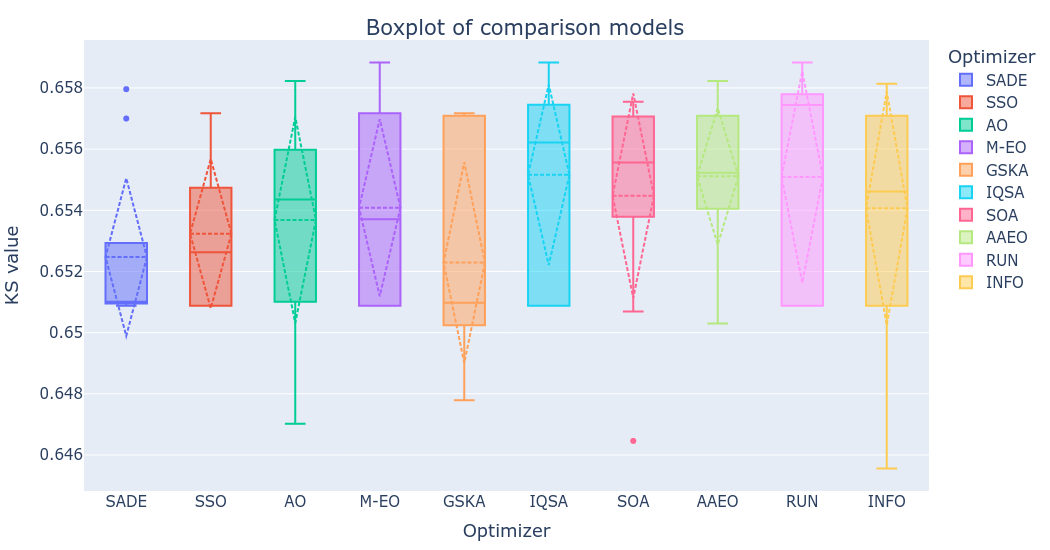 Boxplot of comparison models
KS value
0.658
0.656
0.654
0.652
0.65
0.648
0.646
SADE
SSO
AO
M-EO
GSKA
IQSA
SOA
AAEO
RUN
INFO
Optimizer
Optimizer
SADE
SSO
AO
M-EO
GSKA
IQSA
SOA
AAEO
RUN
INFO